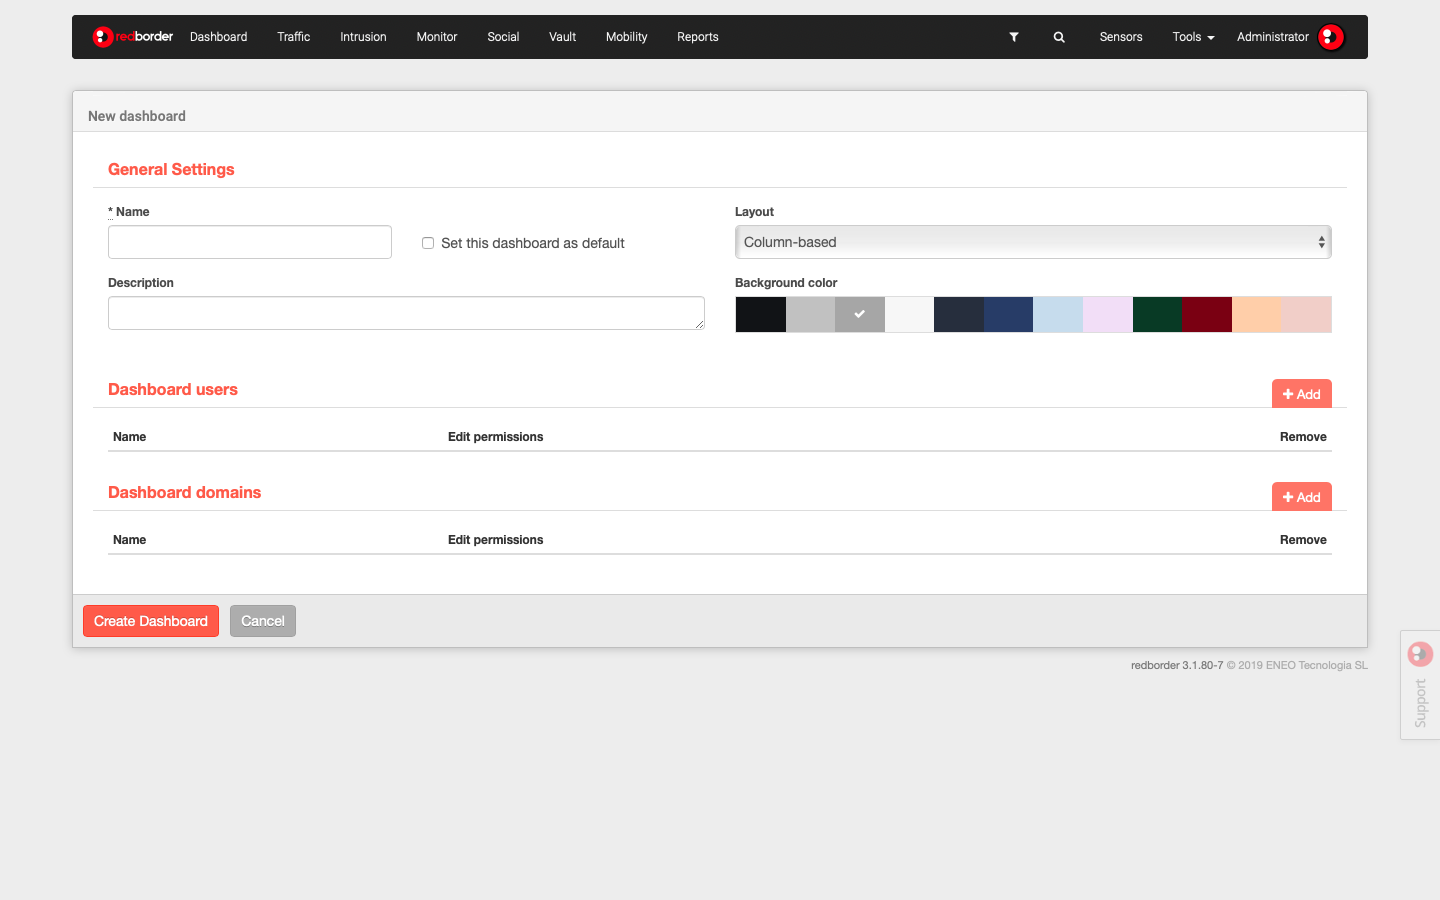 redborder Dashboard Traffic Intrusion Monitor Social Vault Mobility Reports Sensors Tools Administrator
New dashboard
General Settings
* Name
Layout
Set this dashboard as default
Column-based
Description
Background color
Dashboard users
Add
Name Edit permissions Remove
Dashboard domains
Add
Name Edit permissions Remove
Create Dashboard Cancel
redborder 3.1.80-7 © 2019 ENEO Tecnologia SL
Support